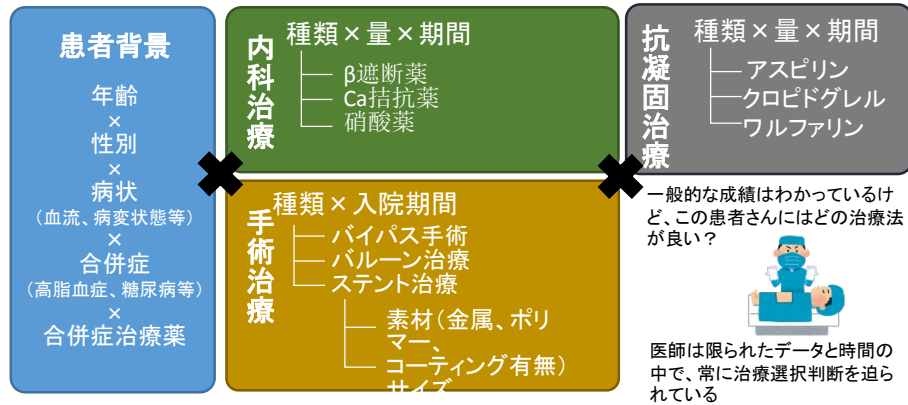 患者背景
年齢
×
性別
×
病状
（血流、病変状態等）
×
合併症
（高脂血症、糖尿病等）
×
合併症治療薬
内科治療
種類×量×期間
β遮断薬
Ca拮抗薬
硝酸薬
手術治療
種類×入院期間
バイパス手術
バルーン治療
ステント治療
素材（金属、ポリ
マー、
コーティング有無）
サイズ
抗凝固治療
種類×量×期間
アスピリン
クロピドグレル
ワルファリン
一般的な成績はわかっているけ
ど、この患者さんにはどの治療法
が良い？
医師は限られたデータと時間の
中で、常に治療選択判断を迫ら
れている